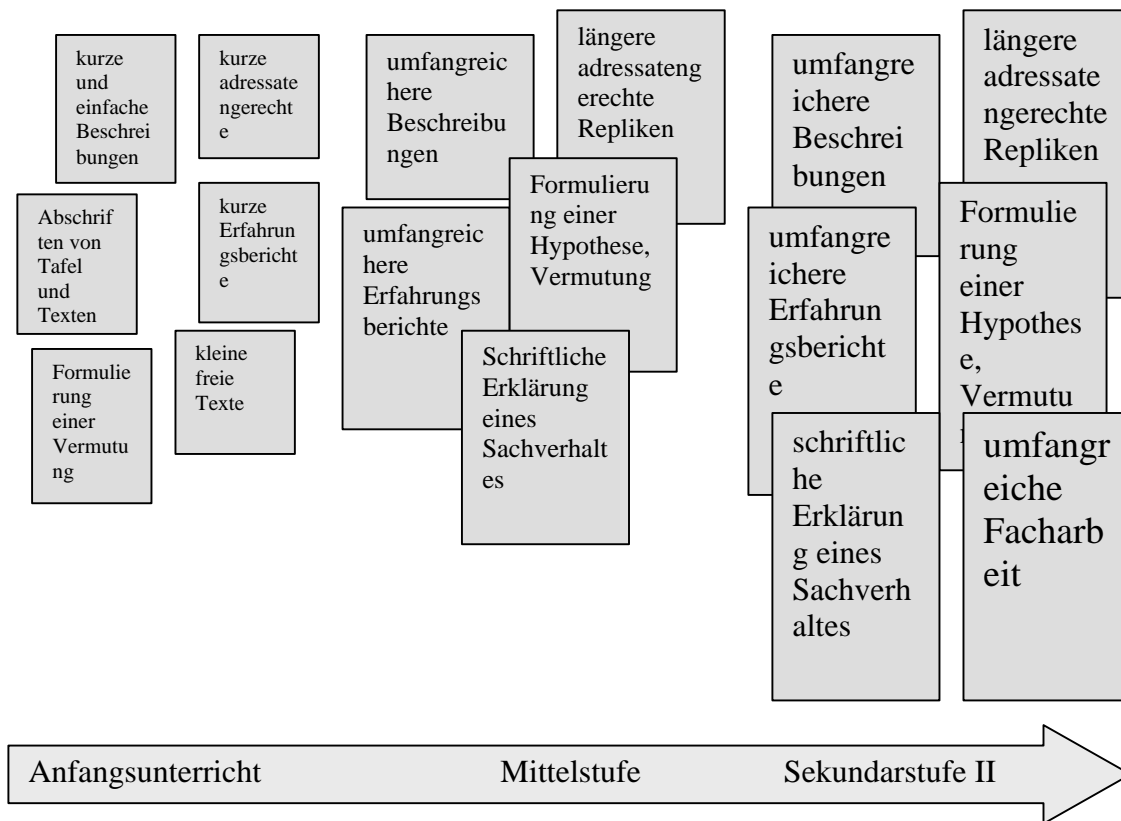 kurze
und
einfache
Beschrei
bungen
kurze
adressate
ngerecht
e
Abschrif
ten von
Tafel
und
Texten
kurze
Erfahrun
gsbericht
e
Formulie
rung
einer
Vermutu
ng
kleine
freie
Texte
umfangreic
here
Beschreibu
ngen
längere
adressateng
erechte
Repliken
umfangreic
here
Erfahrungs
berichte
Formulieru
ng einer
Hypothese,
Vermutung
Schriftliche
Erklärung
eines
Sachverhalt
es
umfangre
ichere
Beschrei
bungen
längere
adressate
ngerechte
Repliken
umfangre
ichere
Erfahrun
gsbericht
e
Formulie
rung
einer
Hypothes
e,
Vermutu
schriftlic
he
Erklärun
g eines
Sachverh
altes
umfangr
eiche
Facharb
eit
Anfangsunterricht
Mittelstufe
Sekundarstufe II